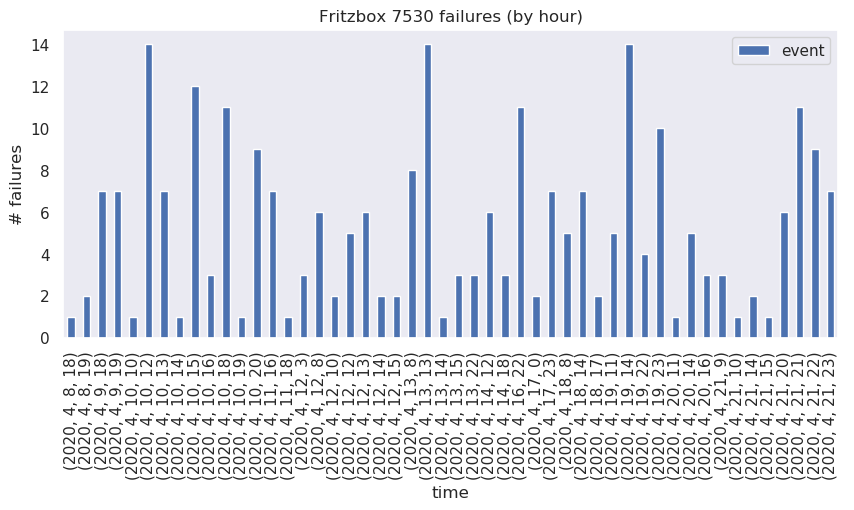 Fritzbox 7530 failures (by hour)
event
# failures
14
12
10
8
6
4
2
0
(2020, 4, 8, 18)
(2020, 4, 8, 19)
(2020, 4, 9, 18)
(2020, 4, 9, 19)
(2020, 4, 10, 10)
(2020, 4, 10, 12)
(2020, 4, 10, 13)
(2020, 4, 10, 14)
(2020, 4, 10, 15)
(2020, 4, 10, 16)
(2020, 4, 10, 18)
(2020, 4, 10, 19)
(2020, 4, 10, 20)
(2020, 4, 11, 16)
(2020, 4, 11, 18)
(2020, 4, 12, 3)
(2020, 4, 12, 8)
(2020, 4, 12, 10)
(2020, 4, 12, 12)
(2020, 4, 12, 13)
(2020, 4, 12, 14)
(2020, 4, 12, 15)
(2020, 4, 13, 8)
(2020, 4, 13, 13)
(2020, 4, 13, 14)
(2020, 4, 13, 15)
(2020, 4, 13, 22)
(2020, 4, 14, 12)
(2020, 4, 14, 18)
(2020, 4, 16, 22)
(2020, 4, 17, 0)
(2020, 4, 17, 23)
(2020, 4, 18, 8)
(2020, 4, 18, 14)
(2020, 4, 18, 17)
(2020, 4, 19, 11)
(2020, 4, 19, 14)
(2020, 4, 19, 22)
(2020, 4, 19, 23)
(2020, 4, 20, 11)
(2020, 4, 20, 14)
(2020, 4, 20, 16)
(2020, 4, 21, 9)
(2020, 4, 21, 10)
(2020, 4, 21, 14)
(2020, 4, 21, 15)
(2020, 4, 21, 20)
(2020, 4, 21, 21)
(2020, 4, 21, 22)
(2020, 4, 21, 23)
time